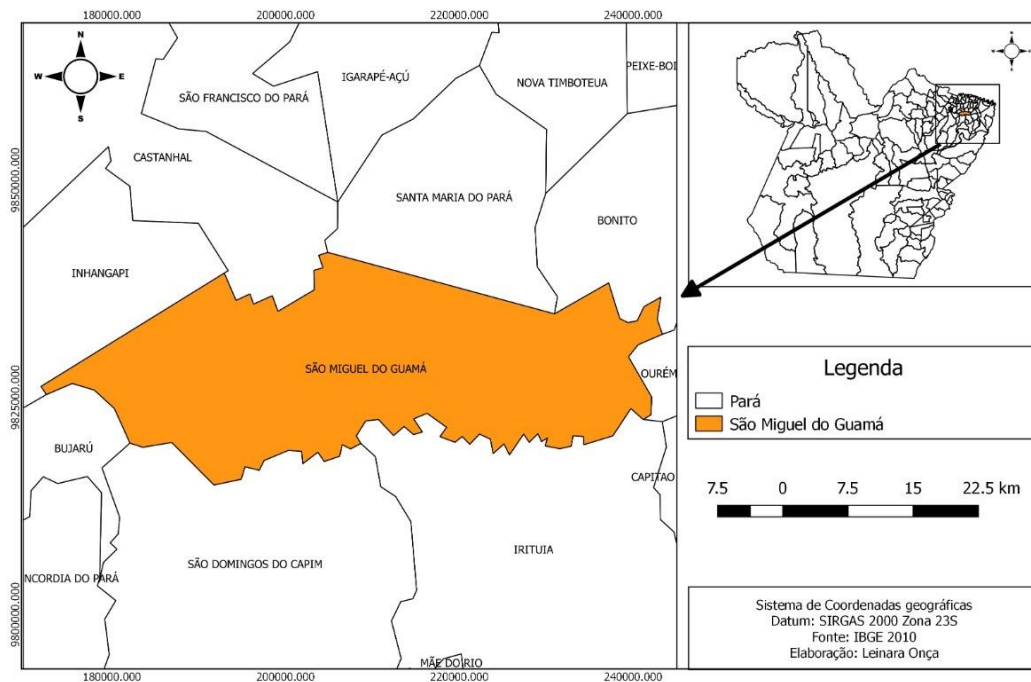 180000.000
200000.000
220000.000
240000.000
N
W
E
S
SÃO FRANCISCO DO PARÁ
IGARAPÉ-AÇÚ
NOVA TIMBOTEUA
PEIXE-BOI
CASTANHAL
SANTA MARIA DO PARÁ
BONITO
INHANGAPI
SÃO MIGUEL DO GUAMÁ
OURÉM
BUJARÚ
CAPITAO
SÃO DOMINGOS DO CAPIM
IRITUIA
NCORDIA DO PARÁ
MÃE DO RIO
9850000.000
9825000.000
9800000.000
180000.000
200000.000
220000.000
240000.000
Legenda
Pará
São Miguel do Guamá
7.5 0 7.5 15 22.5 km
Sistema de Coordenadas geográficas
Datum: SIRGAS 2000 Zona 23S
Fonte: IBGE 2010
Elaboração: Leinara Onça